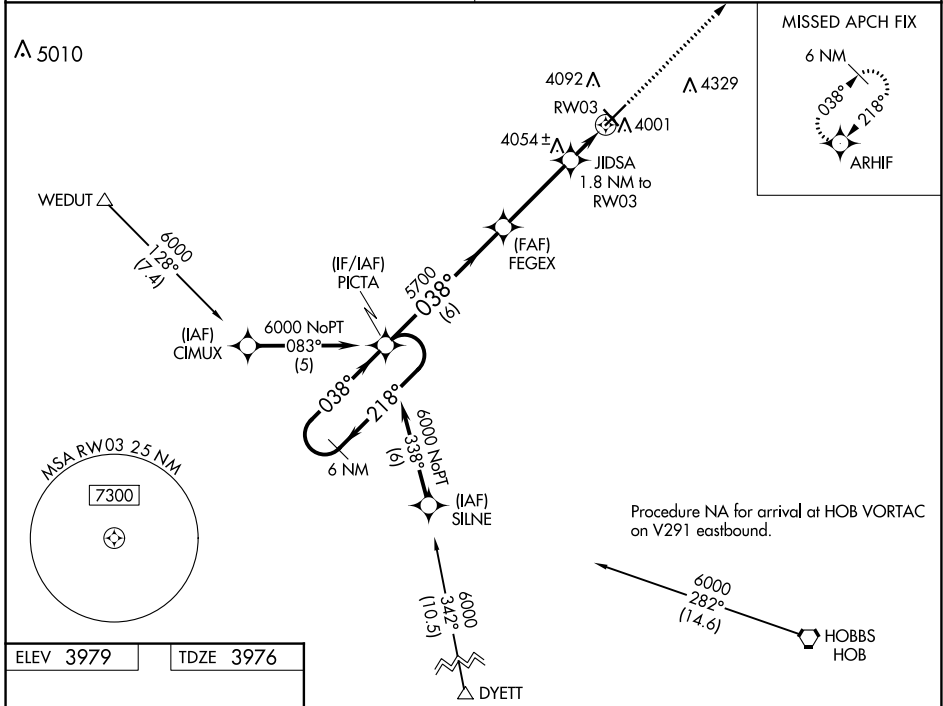 5010
MISSED APCH FIX
6 NM
038°
218°
ARHIF
4092
4329
RW03
4001
4054 ±
JIDSA
1.8 NM to
RW03
WEDUT
6000
128°
(7.4)
(FAF)
FEGEX
(IF/IAF)
PICTA
5700
038°
(6)
(IAF)
CIMUX
6000 NoPT
083°
(5)
038°
218°
6 NM
6000 NoPT
338°
(6)
(IAF)
SILNE
MSA RW03 25 NM
7300
Procedure NA for arrival at HOB VORTAC
on V291 eastbound.
6000
282°
(14.6)
HOBBS
HOB
6000
342°
(10.5)
DYETT
ELEV 3979
TDZE 3976